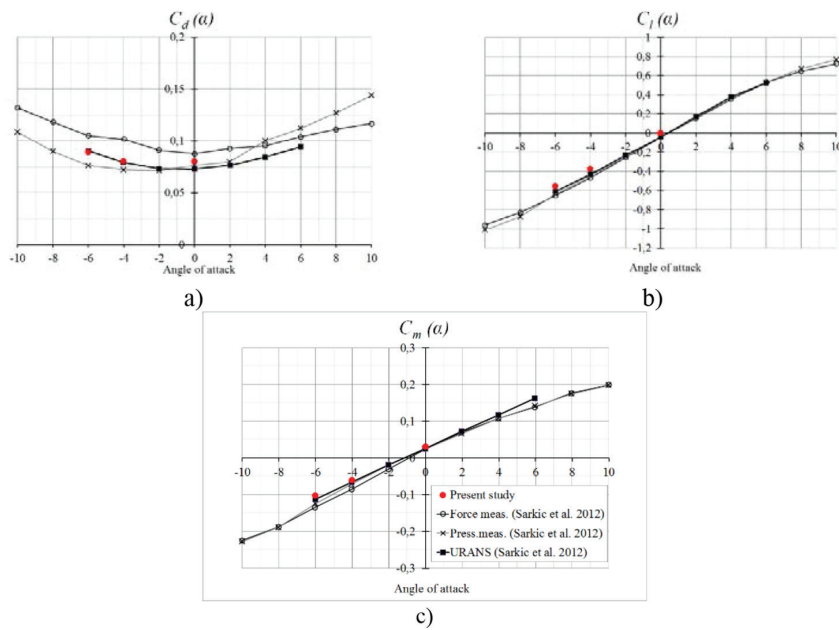 C_d (α)
0,2
0,15
0,1
0,05
0
-10 -8 -6 -4 -2 0 2 4 6 8 10
Angle of attack
a)
C_l (α)
1
0,8
0,6
0,4
0,2
0
-10 -8 -6 -4 -2 0 2 4 6 8 10
-0,2
-0,4
-0,6
-0,8
-1
-1,2
Angle of attack
b)
C_m (α)
0,3
0,2
0,1
0
-10 -8 -6 -4 -2 0 2 4 6 8 10
-0,1
-0,2
-0,3
Present study
Force meas. (Sarkic et al. 2012)
Press.meas. (Sarkic et al. 2012)
URANS (Sarkic et al. 2012)
Angle of attack
c)